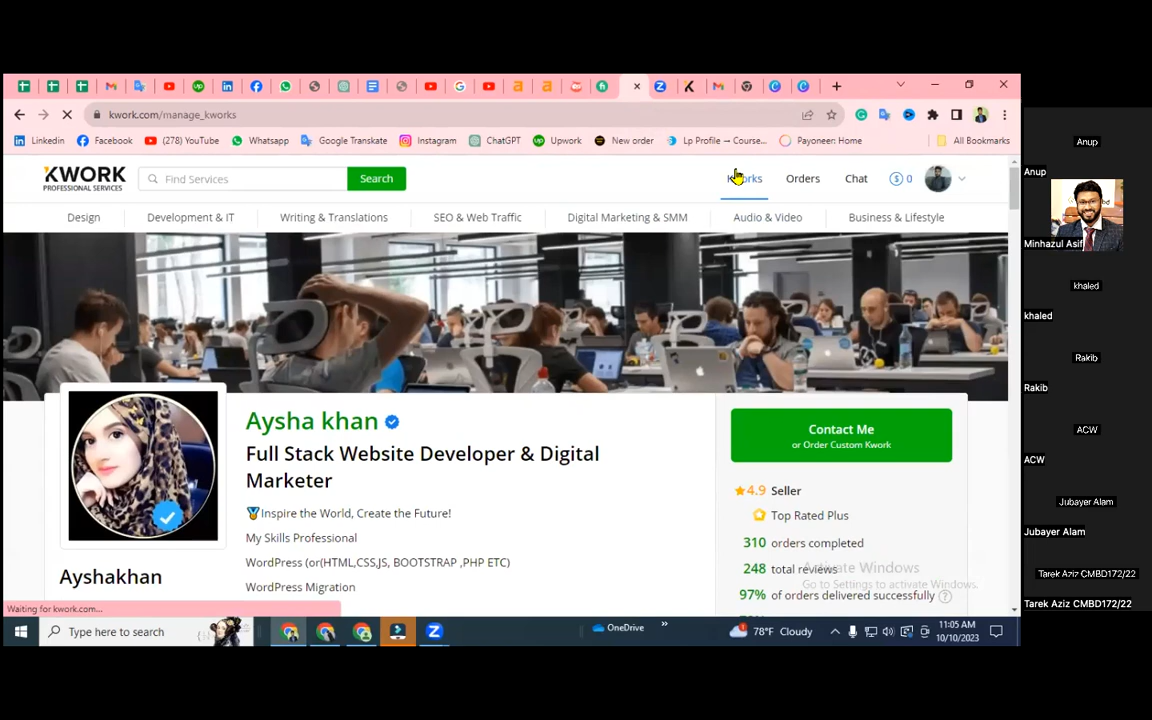 kwork.com/manage_kworks
Linkedin Facebook (278) YouTube Whatsapp Google Transkate Instagram ChatGPT Upwork New order Lp Profile → Course... Payoneer: Home All Bookmarks
KWORK
PROFESSIONAL SERVICES
Find Services
Search
Orders
Chat
0
Design Development & IT Writing & Translations SEO & Web Traffic Digital Marketing & SMM Audio & Video Business & Lifestyle
Aysha khan
Full Stack Website Developer & Digital
Marketer
Inspire the World, Create the Future!
My Skills Professional
WordPress (or(HTML,CSS,JS, BOOTSTRAP ,PHP ETC)
WordPress Migration
Ayshakhan
Contact Me
or Order Custom Kwork
4.9 Seller
Top Rated Plus
310 orders completed
248 total reviews
97% of orders delivered successfully
Activate Windows
Go to Settings to activate Windows.
Waiting for kwork.com...
Type here to search
OneDrive
78°F Cloudy
11:05 AM
10/10/2023
Anup
Anup
Minhazul Asif
khaled
khaled
Rakib
Rakib
ACW
ACW
Jubayer Alam
Jubayer Alam
Tarek Aziz CMBD172/22
Tarek Aziz CMBD172/22